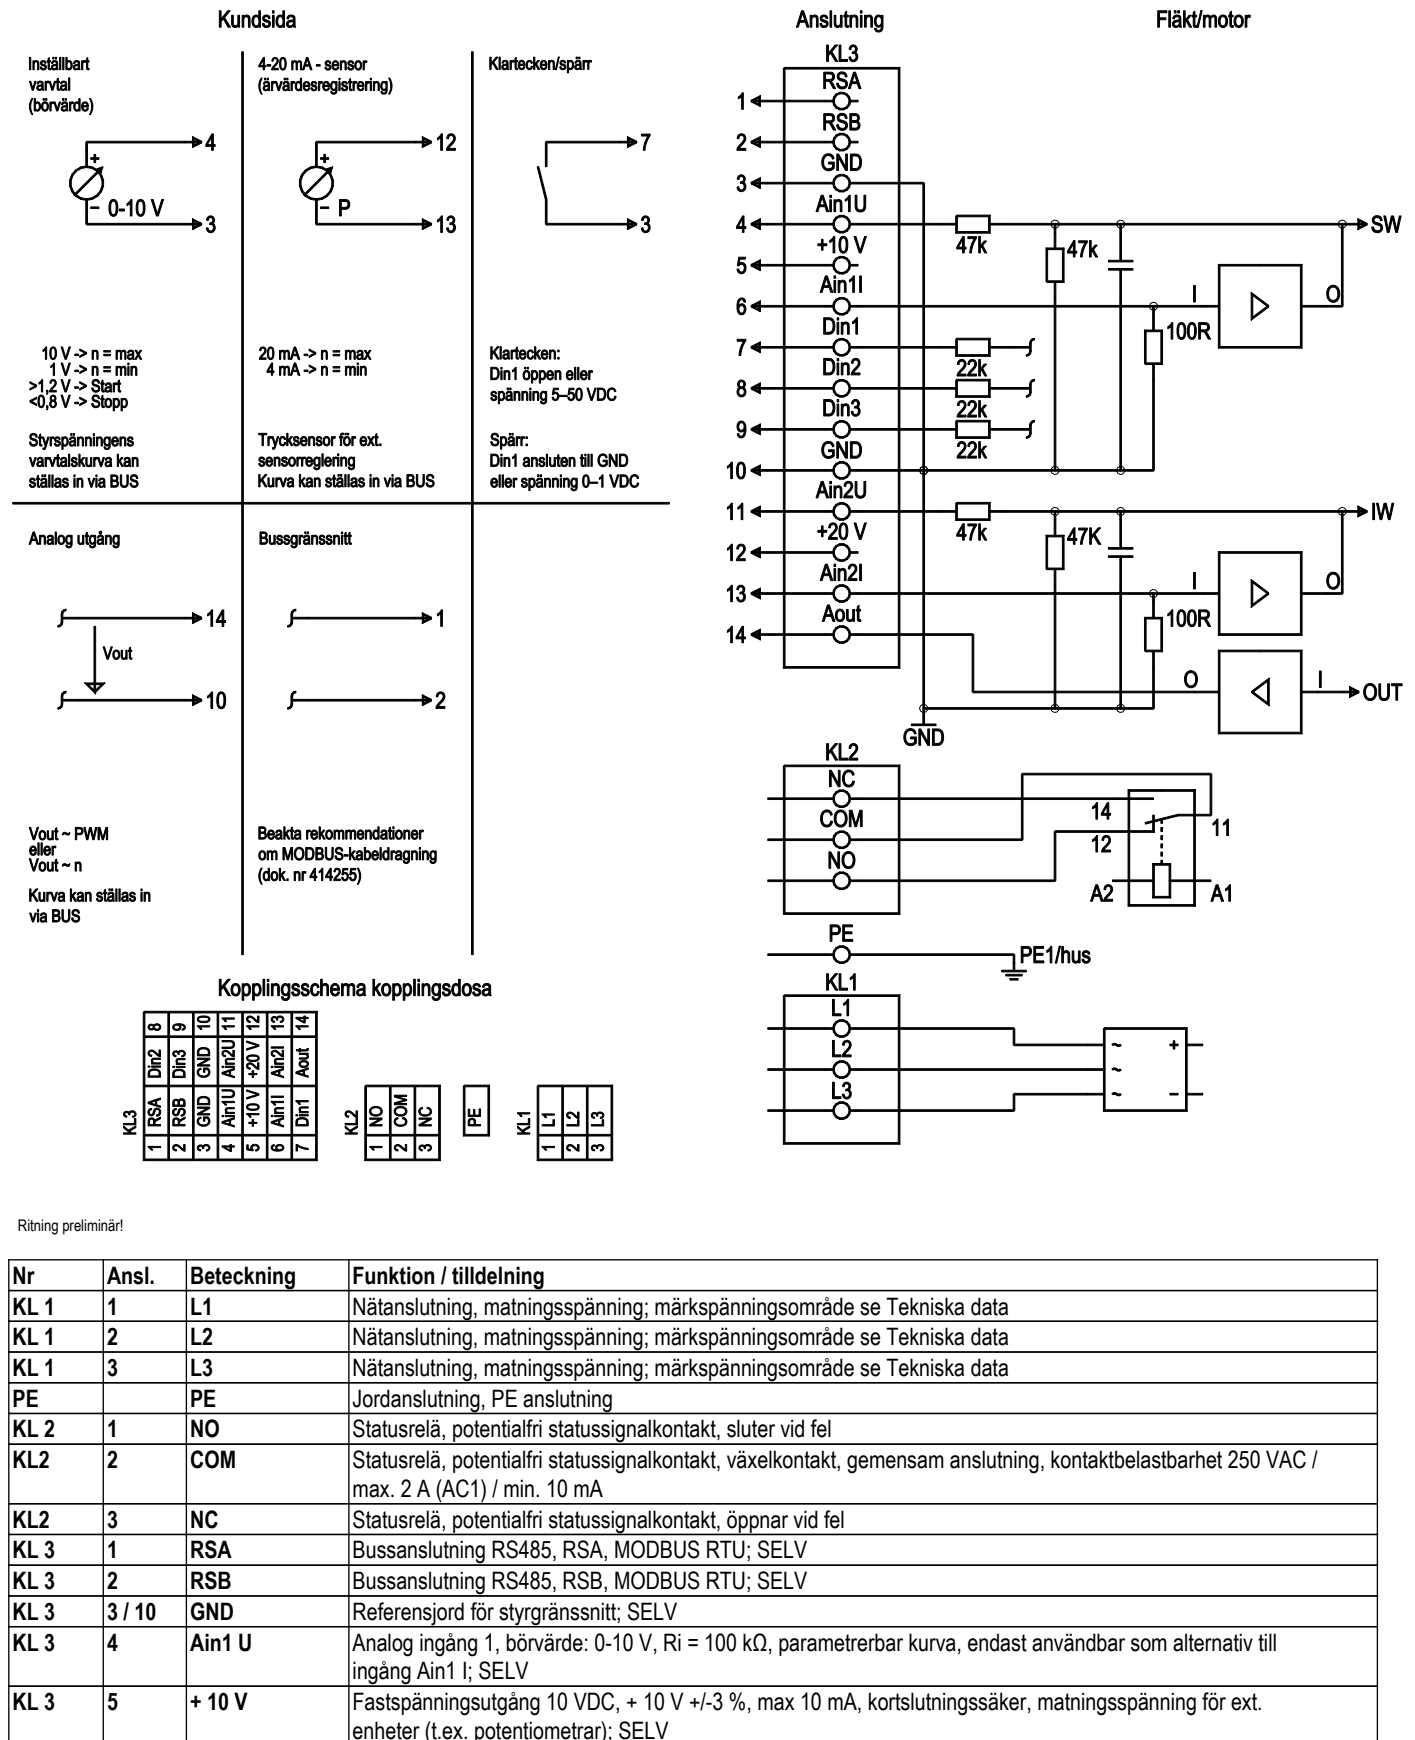 Kundsida
Anslutning
Fläkt/motor
Inställbart
varvtal
(börvärde)
4
+
− 0-10 V
3
10 V -> n = max
1 V -> n = min
>1,2 V -> Start
<0,8 V -> Stopp
Styrspänningens
varvtalskurva kan
ställas in via BUS
4-20 mA - sensor
(ärvärdesregistrering)
12
+
− P
13
20 mA -> n = max
4 mA -> n = min
Trycksensor för ext.
sensorreglering
Kurva kan ställas in via BUS
Klartecken/spärr
7
3
Klartecken:
Din1 öppen eller
spänning 5–50 VDC
Spärr:
Din1 ansluten till GND
eller spänning 0–1 VDC
Analog utgång
14
Vout
10
Vout ~ PWM
eller
Vout ~ n
Kurva kan ställas in
via BUS
Bussgränssnitt
1
2
Beakta rekommendationer
om MODBUS-kabeldragning
(dok. nr 414255)
KL3
RSA
1
RSB
2
GND
3
Ain1U
4
47k
47k
SW
+10 V
5
Ain1I
6
I
O
100R
Din1
7
22k
Din2
8
22k
Din3
9
22k
GND
10
Ain2U
11
47k
47K
IW
+20 V
12
Ain2I
13
I
O
100R
Aout
14
O
I
OUT
GND
KL2
NC
COM
NO
14
12
11
A2
A1
PE
PE1/hus
KL1
L1
L2
L3
~
~
~
+
−
Kopplingsschema kopplingsdosa
KL3
8 9 10 11 12 13 14
Din2 Din3 GND Ain2U +20 V Ain2I Aout
RSA RSB GND Ain1U +10 V Ain1I Din1
1 2 3 4 5 6 7
KL2
NO COM NC
1 2 3
PE
KL1
L1 L2 L3
1 2 3
Ritning preliminär!
Nr Ansl. Beteckning Funktion / tilldelning
KL 1 1 L1 Nätanslutning, matningsspänning; märkspänningsområde se Tekniska data
KL 1 2 L2 Nätanslutning, matningsspänning; märkspänningsområde se Tekniska data
KL 1 3 L3 Nätanslutning, matningsspänning; märkspänningsområde se Tekniska data
PE PE Jordanslutning, PE anslutning
KL 2 1 NO Statusrelä, potentialfri statussignalkontakt, sluter vid fel
KL2 2 COM Statusrelä, potentialfri statussignalkontakt, växelkontakt, gemensam anslutning, kontaktbelastbarhet 250 VAC /
max. 2 A (AC1) / min. 10 mA
KL2 3 NC Statusrelä, potentialfri statussignalkontakt, öppnar vid fel
KL 3 1 RSA Bussanslutning RS485, RSA, MODBUS RTU; SELV
KL 3 2 RSB Bussanslutning RS485, RSB, MODBUS RTU; SELV
KL 3 3 / 10 GND Referensjord för styrgränssnitt; SELV
KL 3 4 Ain1 U Analog ingång 1, börvärde: 0-10 V, Ri = 100 kΩ, parametrerbar kurva, endast användbar som alternativ till
ingång Ain1 I; SELV
KL 3 5 + 10 V Fastspänningsutgång 10 VDC, + 10 V +/-3 %, max 10 mA, kortslutningssäker, matningsspänning för ext.
enheter (t.ex. potentiometrar); SELV